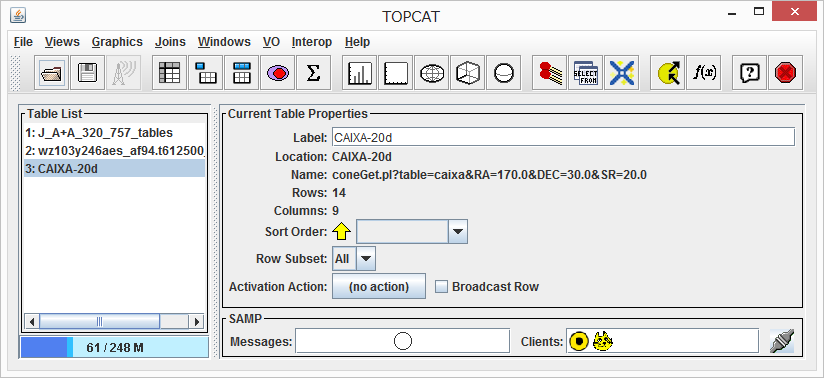 TOPCAT
File Views Graphics Joins Windows VO Interop Help
SELECT FROM f(x)
Table List
1: J_A+A_320_757_tables
2: wz103y246aes_af94.t612500_
3: CAIXA-20d
61 / 248 M
Current Table Properties
Label: CAIXA-20d
Location: CAIXA-20d
Name: coneGet.pl?table=caixa&RA=170.0&DEC=30.0&SR=20.0
Rows: 14
Columns: 9
Sort Order:
Row Subset: All
Activation Action: (no action) Broadcast Row
SAMP
Messages: Clients: